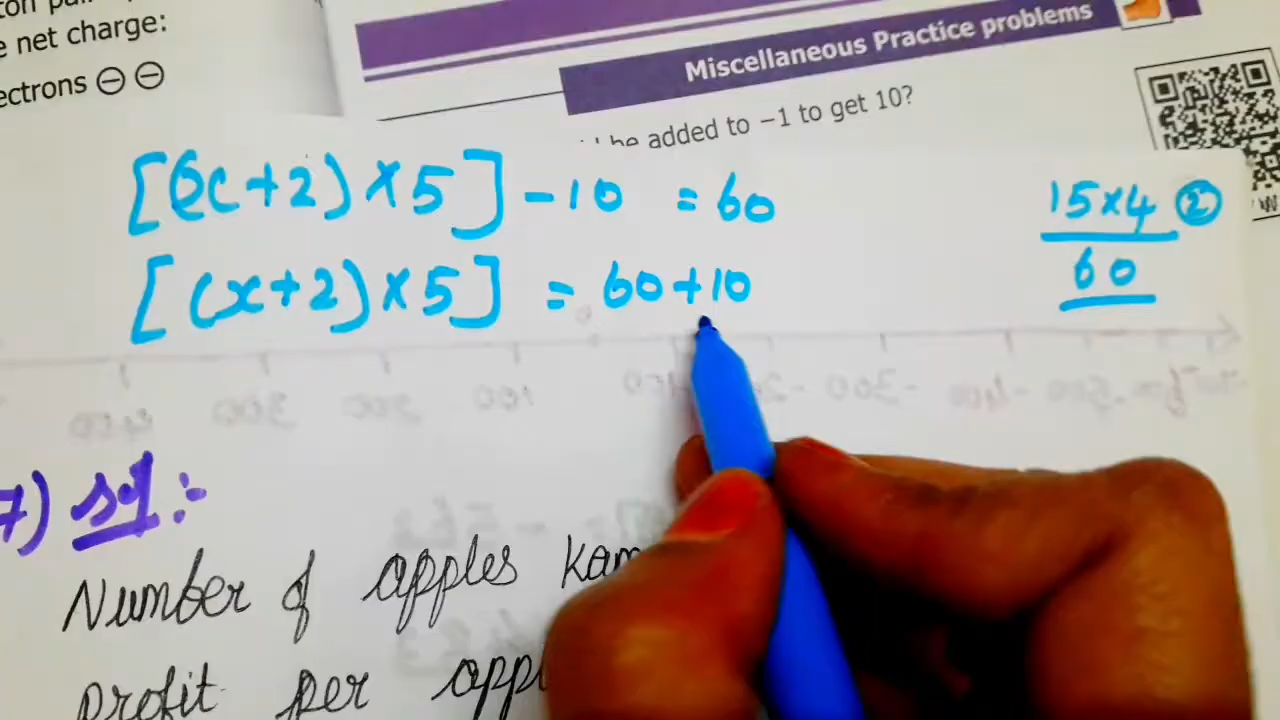 e net charge:
ectrons ⊖ ⊖
Miscellaneous Practice problems
be added to −1 to get 10?
[(x+2)×5] −10 = 60
15×4 ②
60
[(x+2)×5] = 60+10
7) Sol :-
Number of apples
profit per